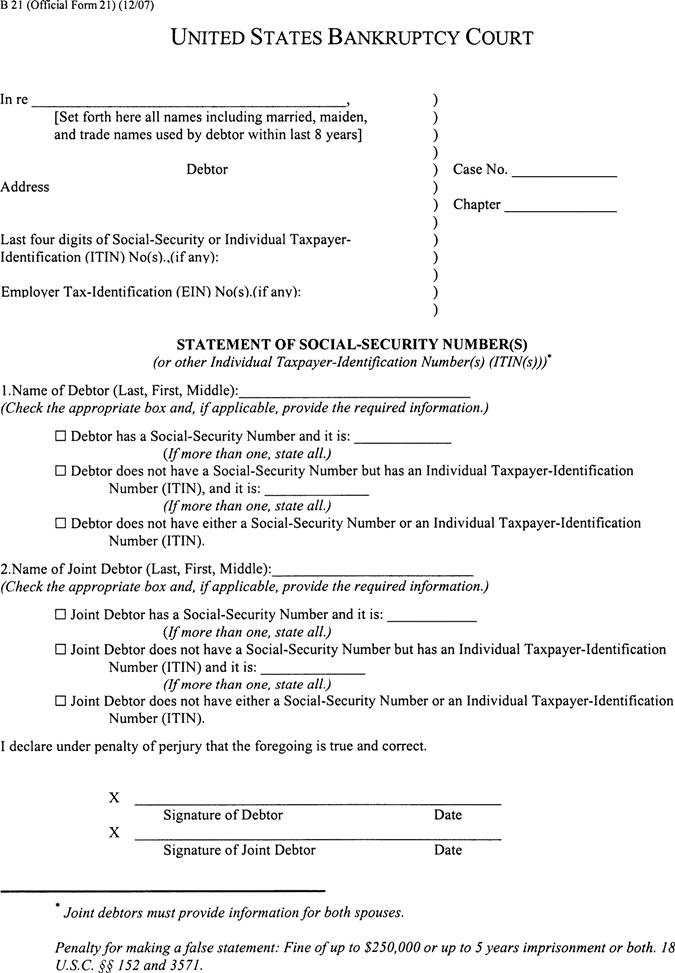 B 21 (Official Form 21) (12/07)
UNITED STATES BANKRUPTCY COURT
In re ______________________________________, )
[Set forth here all names including married, maiden, )
and trade names used by debtor within last 8 years] )
)
Debtor ) Case No. _____________
Address )
) Chapter ______________
)
Last four digits of Social-Security or Individual Taxpayer- )
Identification (ITIN) No(s).,(if any): )
)
Employer Tax-Identification (EIN) No(s).(if any): )
)
STATEMENT OF SOCIAL-SECURITY NUMBER(S)
(or other Individual Taxpayer-Identification Number(s) (ITIN(s)))*
1.Name of Debtor (Last, First, Middle):____________________________
(Check the appropriate box and, if applicable, provide the required information.)
☐ Debtor has a Social-Security Number and it is: ____________
(If more than one, state all.)
☐ Debtor does not have a Social-Security Number but has an Individual Taxpayer-Identification
Number (ITIN), and it is: _____________
(If more than one, state all.)
☐ Debtor does not have either a Social-Security Number or an Individual Taxpayer-Identification
Number (ITIN).
2.Name of Joint Debtor (Last, First, Middle):________________________
(Check the appropriate box and, if applicable, provide the required information.)
☐ Joint Debtor has a Social-Security Number and it is: ___________
(If more than one, state all.)
☐ Joint Debtor does not have a Social-Security Number but has an Individual Taxpayer-Identification
Number (ITIN) and it is: _____________
(If more than one, state all.)
☐ Joint Debtor does not have either a Social-Security Number or an Individual Taxpayer-Identification
Number (ITIN).
I declare under penalty of perjury that the foregoing is true and correct.
X ______________________________________________
Signature of Debtor Date
X ______________________________________________
Signature of Joint Debtor Date
* Joint debtors must provide information for both spouses.
Penalty for making a false statement: Fine of up to $250,000 or up to 5 years imprisonment or both. 18
U.S.C. §§ 152 and 3571.